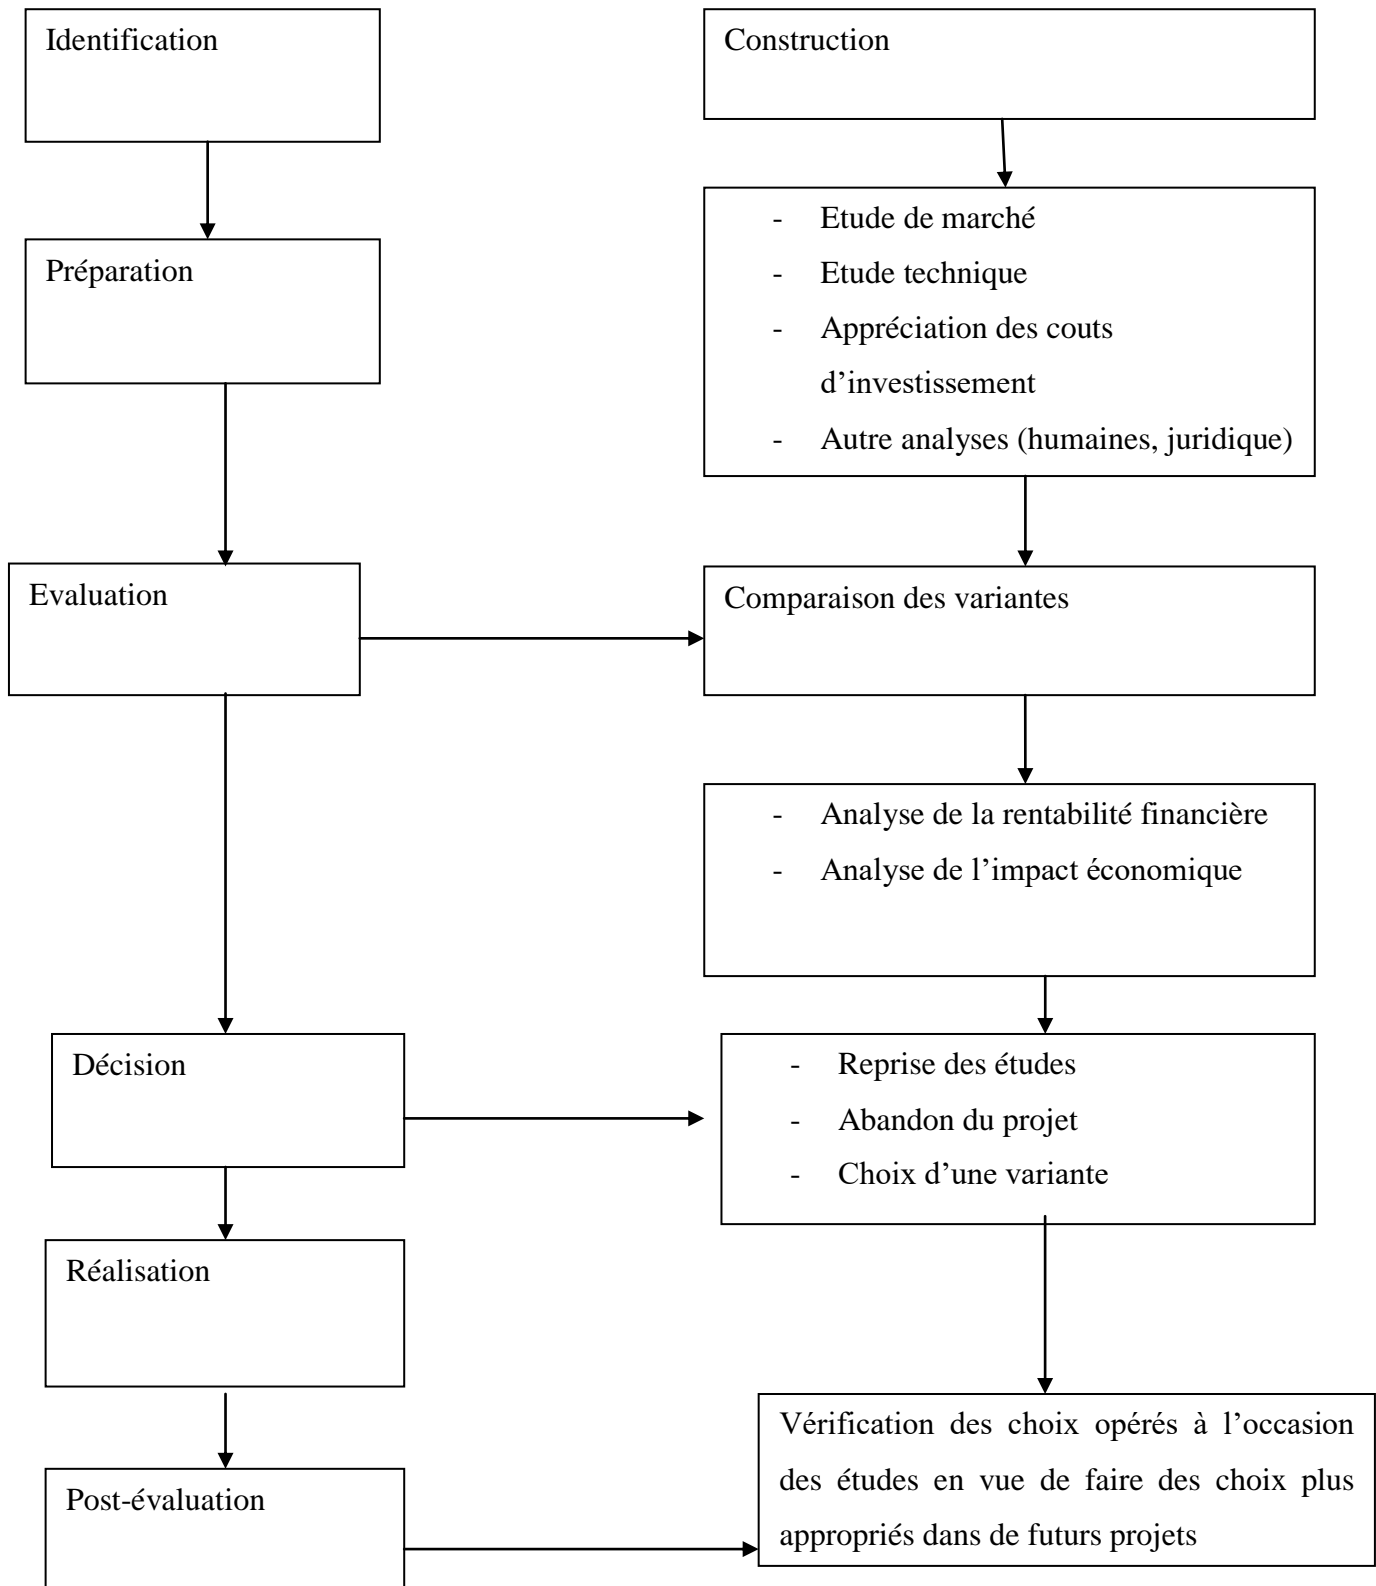 Identification
Construction
- Etude de marché
- Etude technique
- Appréciation des couts
d’investissement
- Autre analyses (humaines, juridique)
Préparation
Evaluation
Comparaison des variantes
- Analyse de la rentabilité financière
- Analyse de l’impact économique
Décision
- Reprise des études
- Abandon du projet
- Choix d’une variante
Réalisation
Post-évaluation
Vérification des choix opérés à l’occasion
des études en vue de faire des choix plus
appropriés dans de futurs projets